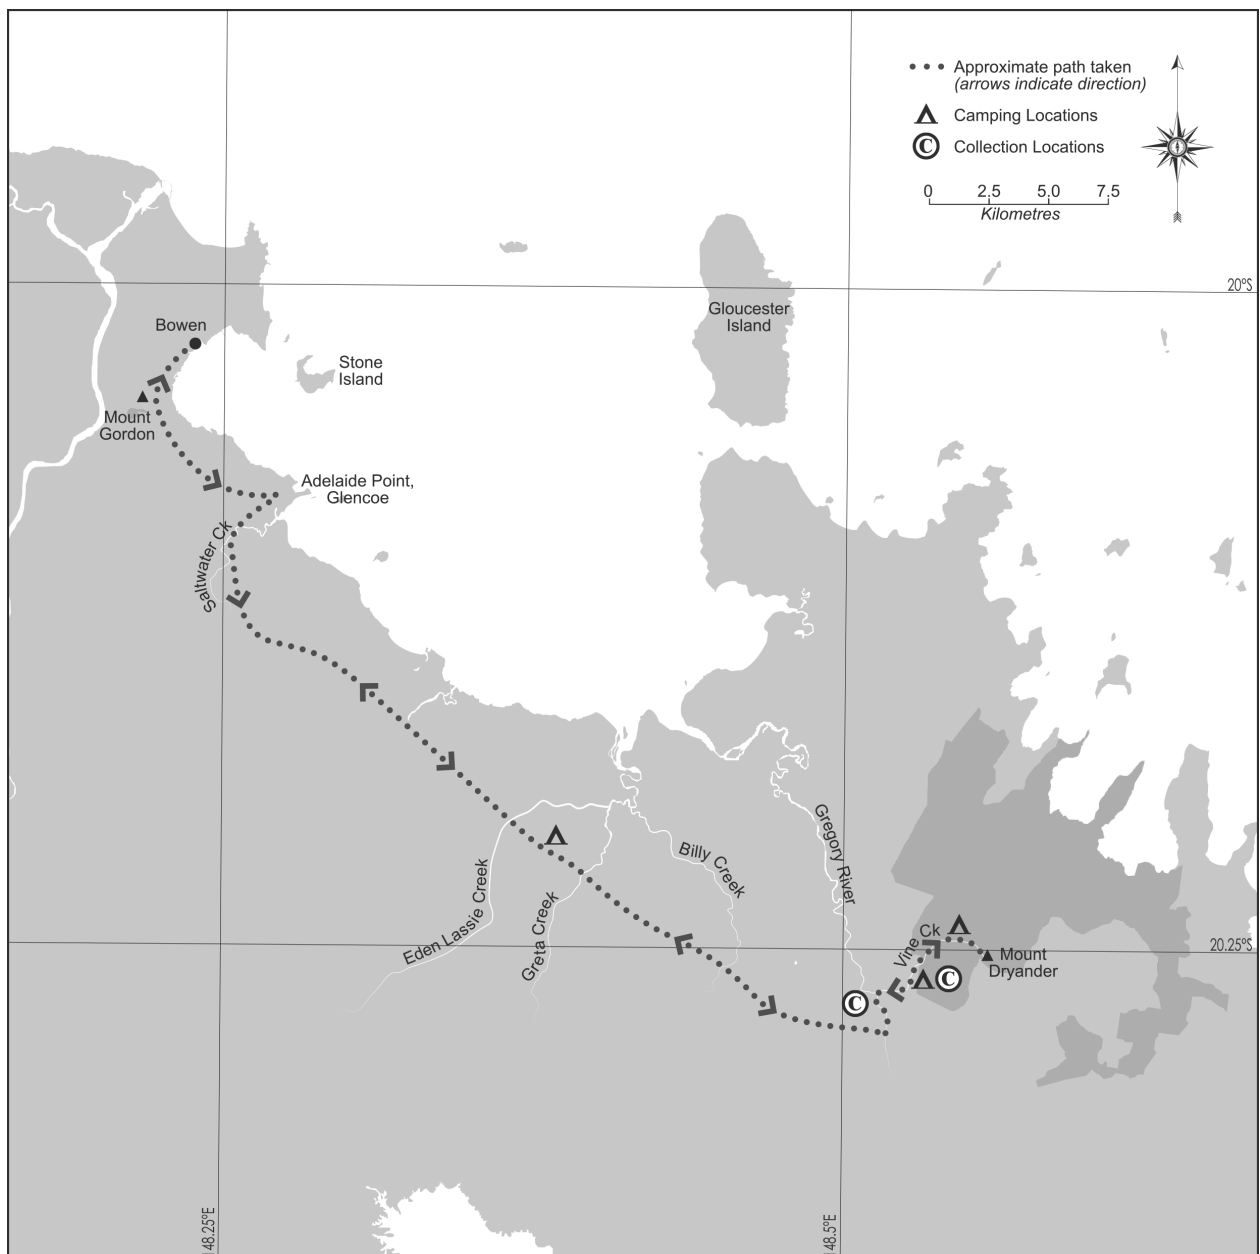 Approximate path taken
(arrows indicate direction)
Camping Locations
C Collection Locations
0 2.5 5.0 7.5
Kilometres
20°S
Gloucester
Island
Bowen
Stone
Island
Mount
Gordon
Adelaide Point,
Glencoe
Saltwater Ck
Gregory River
Billy Creek
Eden Lassie Creek
Greta Creek
Vine Ck
20.25°S
Mount
Dryander
C
C
148.25°E
148.5°E